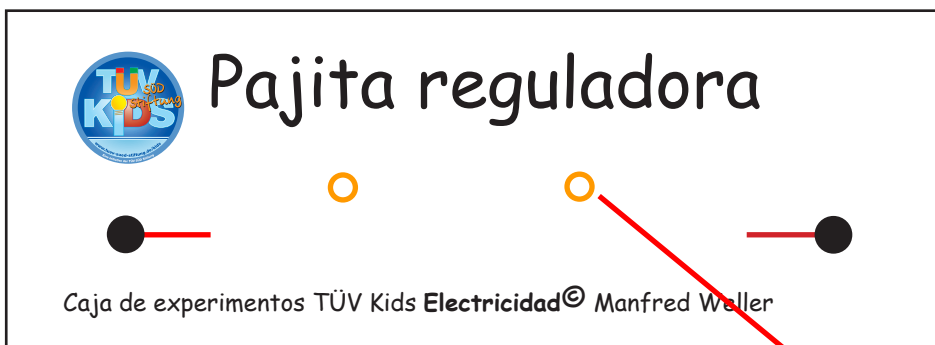 Pajita reguladora
TÜV
SÜD
Stiftung
KiDS
Caja de experimentos TÜV Kids Electricidad© Manfred Weller